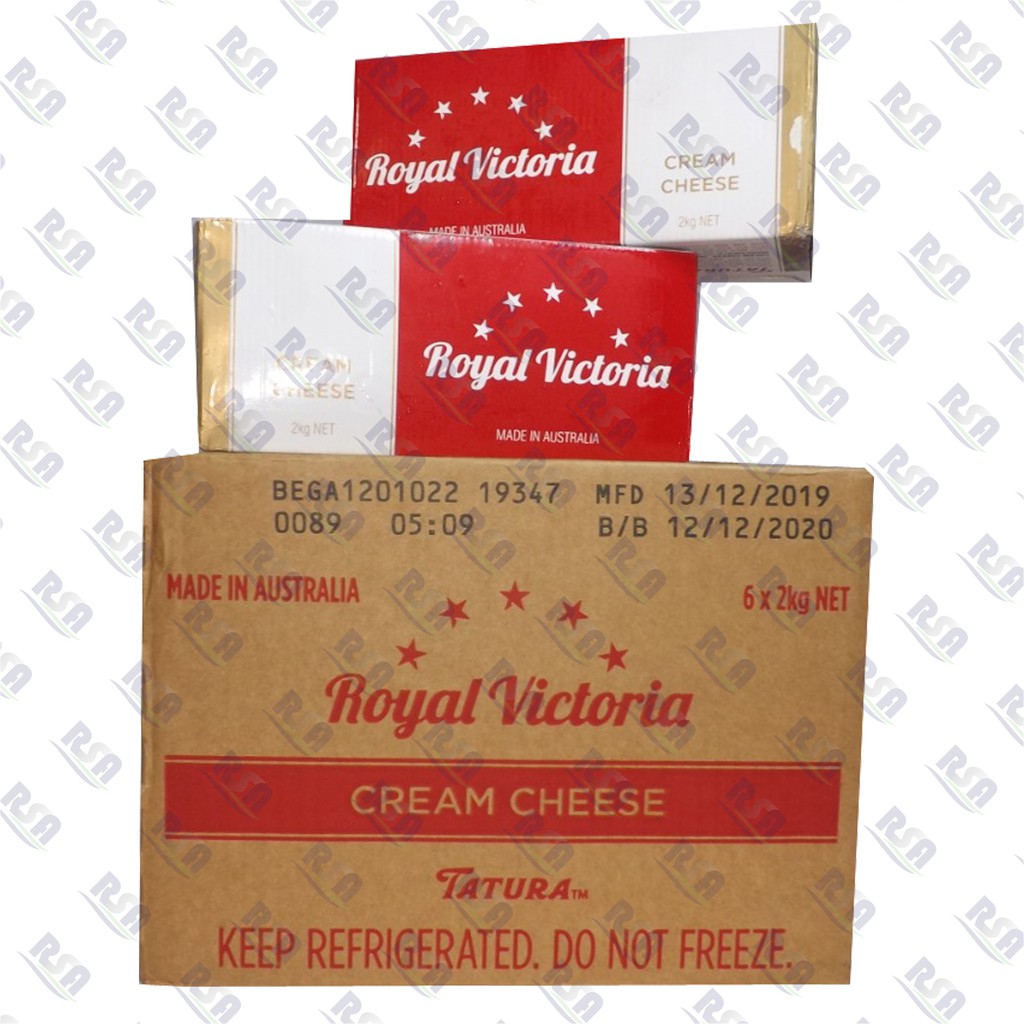 Royal Victoria
MADE IN AUSTRALIA
CREAM
CHEESE
2kg NET
TATURA
CREAM
CHEESE
2kg NET
Royal Victoria
MADE IN AUSTRALIA
BEGA1201022 19347 MFD 13/12/2019
0089 05:09 B/B 12/12/2020
MADE IN AUSTRALIA
6 x 2kg NET
Royal Victoria
CREAM CHEESE
TATURA™
KEEP REFRIGERATED. DO NOT FREEZE.
RSA